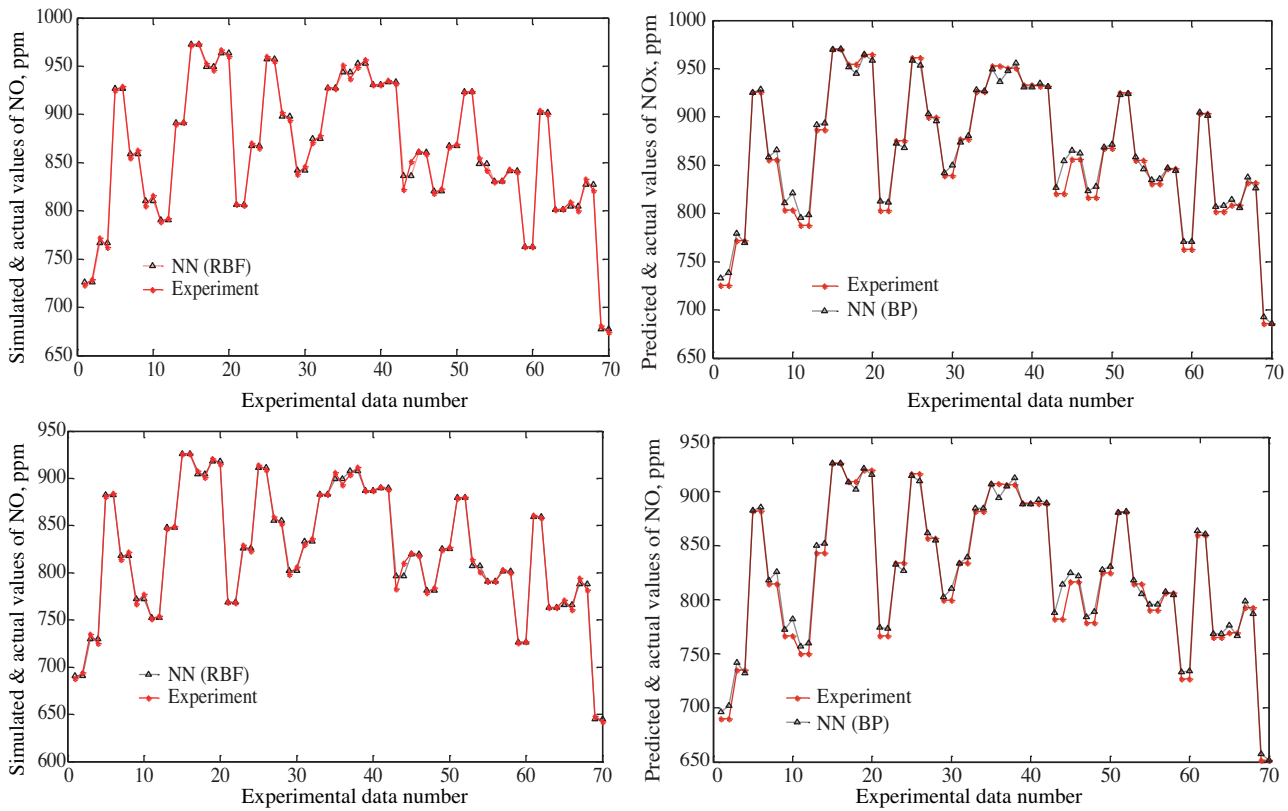 Simulated & actual values of NO, ppm
1000
950
900
850
800
750
700
650
NN (RBF)
Experiment
0 10 20 30 40 50 60 70
Experimental data number
Predicted & actual values of NOx, ppm
1000
950
900
850
800
750
700
650
Experiment
NN (BP)
0 10 20 30 40 50 60 70
Experimental data number
Simulated & actual values of NO, ppm
950
900
850
800
750
700
650
600
NN (RBF)
Experiment
0 10 20 30 40 50 60 70
Experimental data number
Predicted & actual values of NO, ppm
950
900
850
800
750
700
650
Experiment
NN (BP)
0 10 20 30 40 50 60 70
Experimental data number